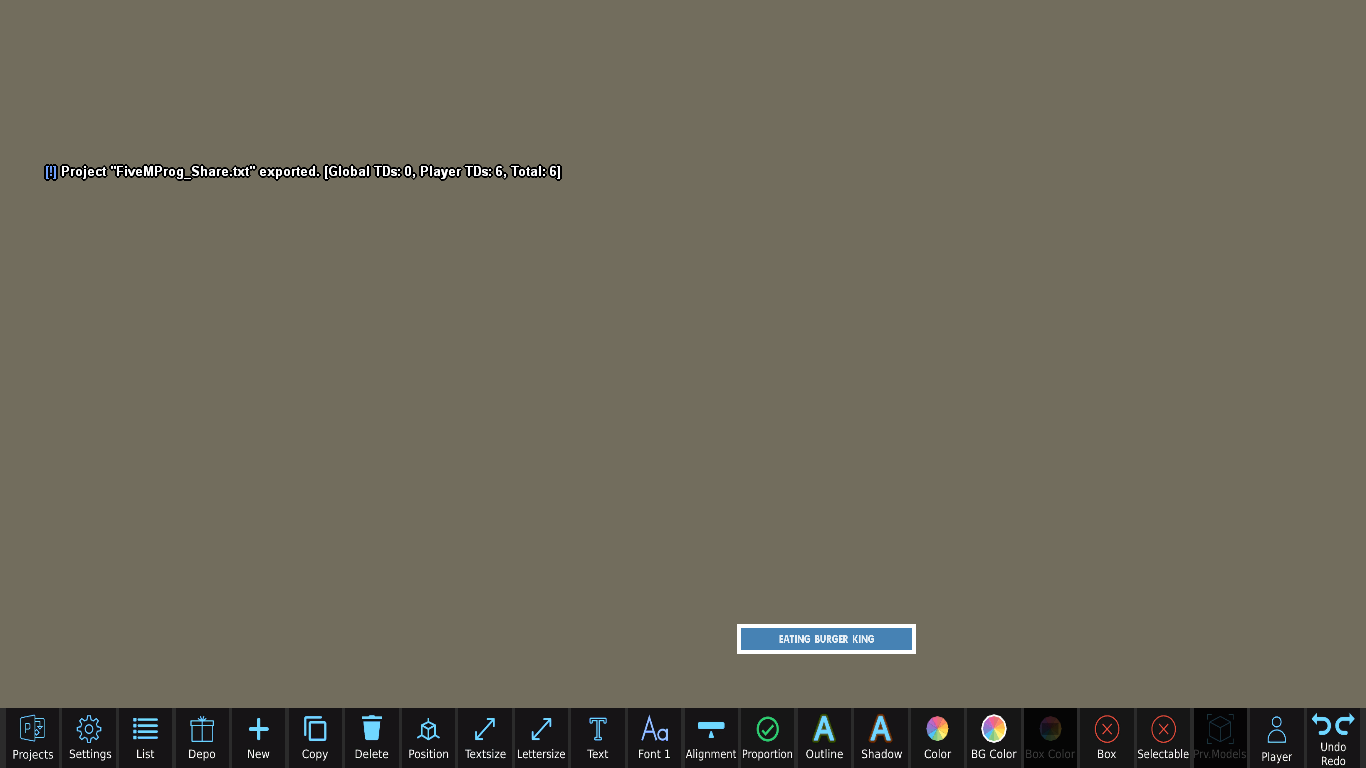 [!] Project "FiveMProg_Share.txt" exported. [Global TDs: 0, Player TDs: 6, Total: 6]
EATING BURGER KING
Projects
Settings
List
Depo
New
Copy
Delete
Position
Textsize
Lettersize
Text
Font 1
Alignment
Proportion
Outline
Shadow
Color
BG Color
Box Color
Box
Selectable
Prv.Models
Player
Undo
Redo